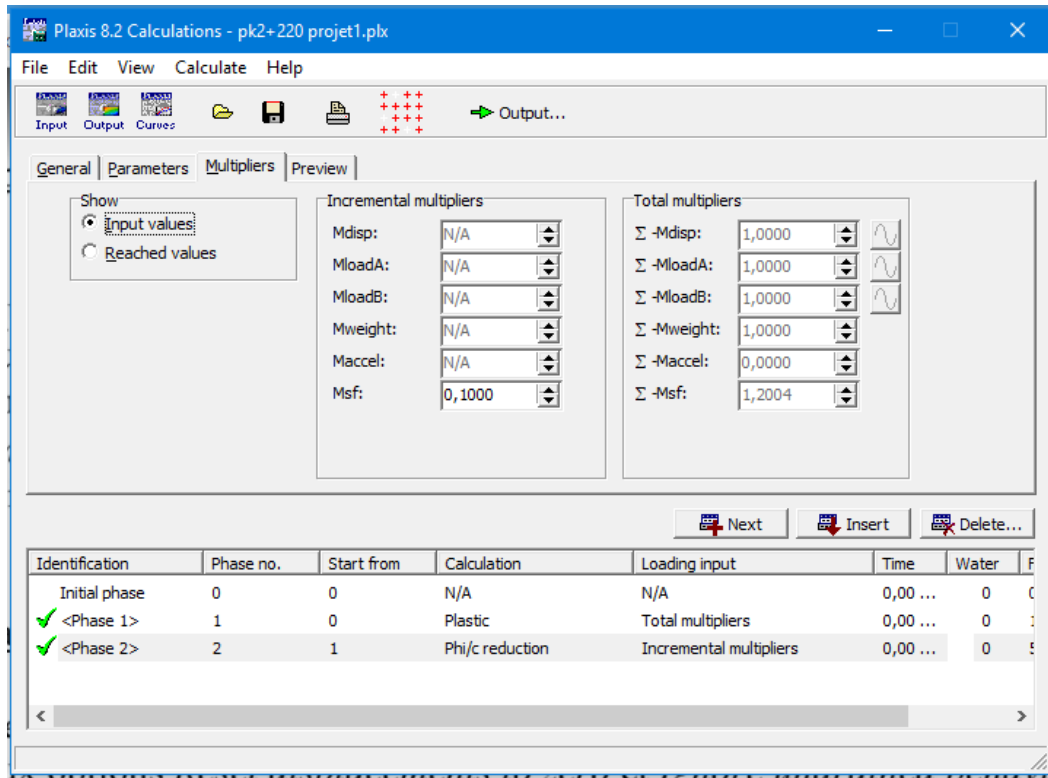 Plaxis 8.2 Calculations - pk2+220 projet1.plx
File Edit View Calculate Help
Input Output Curves Output...
General Parameters Multipliers Preview
Show
Input values
Reached values
Incremental multipliers
Mdisp: N/A
MloadA: N/A
MloadB: N/A
Mweight: N/A
Maccel: N/A
Msf: 0,1000
Total multipliers
Σ -Mdisp: 1,0000
Σ -MloadA: 1,0000
Σ -MloadB: 1,0000
Σ -Mweight: 1,0000
Σ -Maccel: 0,0000
Σ -Msf: 1,2004
Next Insert Delete...
Identification Phase no. Start from Calculation Loading input Time Water F
Initial phase 0 0 N/A N/A 0,00 ... 0
<Phase 1> 1 0 Plastic Total multipliers 0,00 ... 0
<Phase 2> 2 1 Phi/c reduction Incremental multipliers 0,00 ... 0